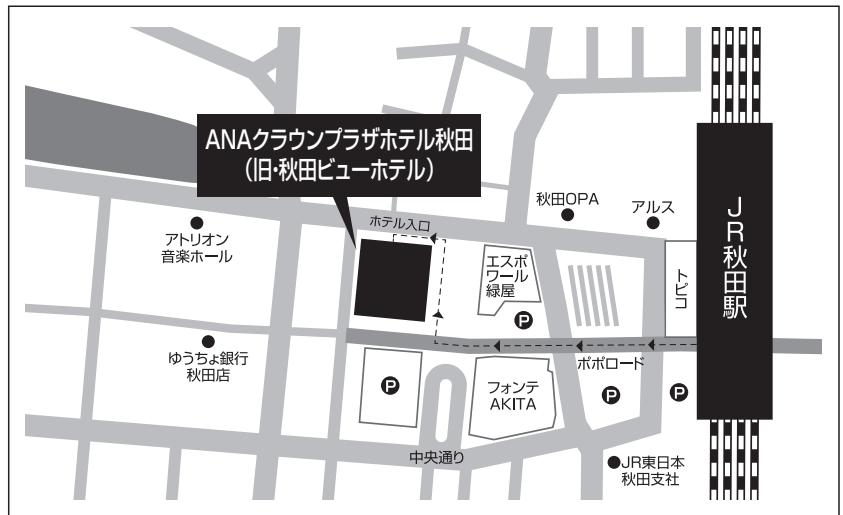 ANAクラウンプラザホテル秋田
（旧・秋田ビューホテル）
ホテル入口
秋田OPA
アルス
JR秋田駅
アトリオン
音楽ホール
エスポ
ワール
緑屋
トピコ
P
ゆうちょ銀行
秋田店
ポポロード
P
フォンテ
AKITA
P
P
中央通り
JR東日本
秋田支社